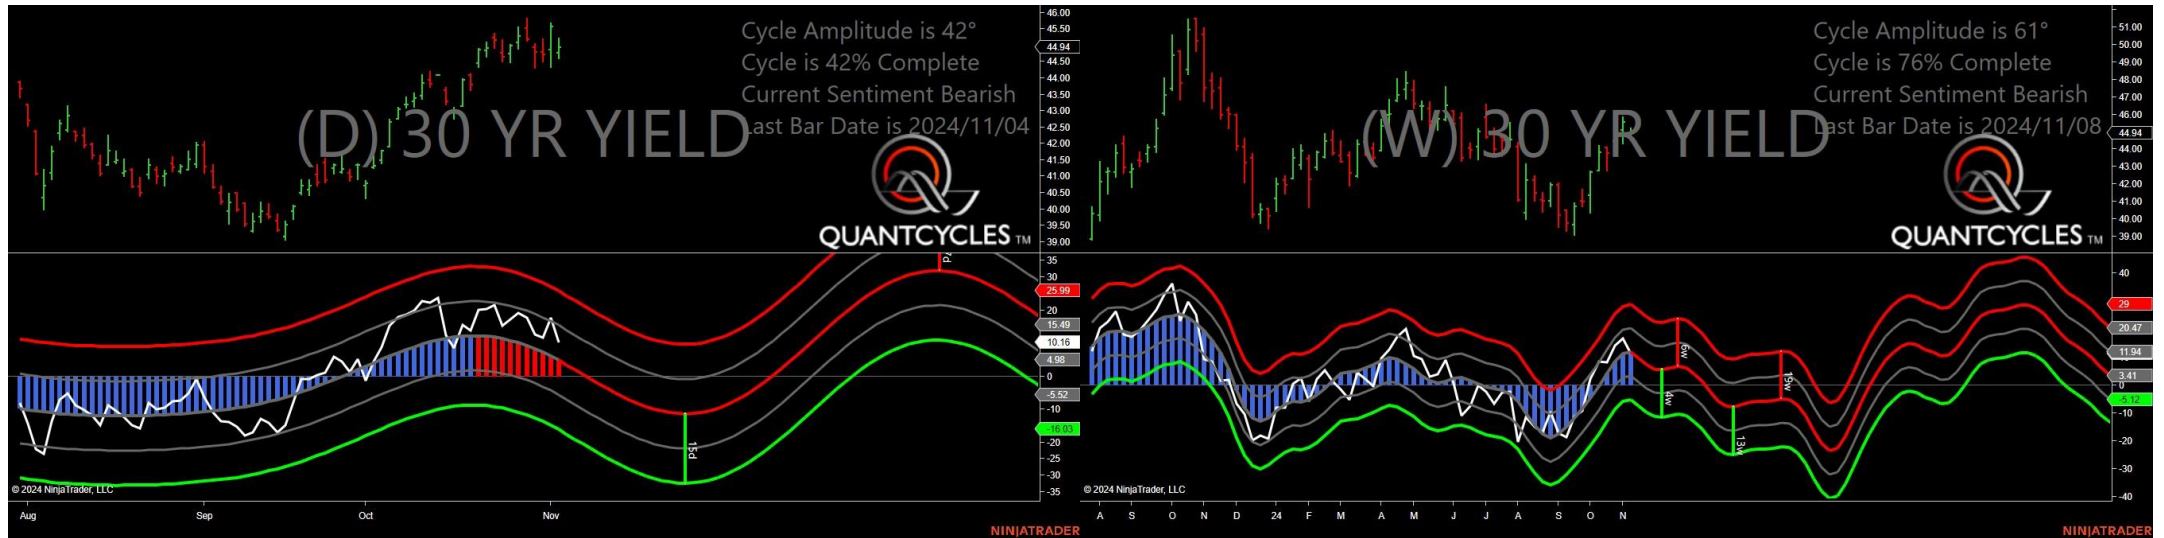 Cycle Amplitude is 42°
Cycle is 42% Complete
Current Sentiment Bearish
Last Bar Date is 2024/11/04
(D) 30 YR YIELD
QUANTCYCLES TM
46.00
45.50
44.94
44.50
44.00
43.50
43.00
42.50
42.00
41.50
41.00
40.50
40.00
39.50
39.00
7d
35
30
25.99
20
15.49
10.16
4.98
0
-5.52
-10
-16.03
-20
-25
-30
-35
15d
© 2024 NinjaTrader, LLC
Aug Sep Oct Nov
NINJATRADER
Cycle Amplitude is 61°
Cycle is 76% Complete
Current Sentiment Bearish
Last Bar Date is 2024/11/08
(W) 30 YR YIELD
QUANTCYCLES TM
51.00
50.00
49.00
48.00
47.00
46.00
44.94
44.00
43.00
42.00
41.00
40.00
39.00
40
29
20.47
11.94
3.41
0
-5.12
-10
-20
-30
-40
6w
4w
19w
13w
© 2024 NinjaTrader, LLC
A S O N D 24 F M A M J J A S O N
NINJATRADER